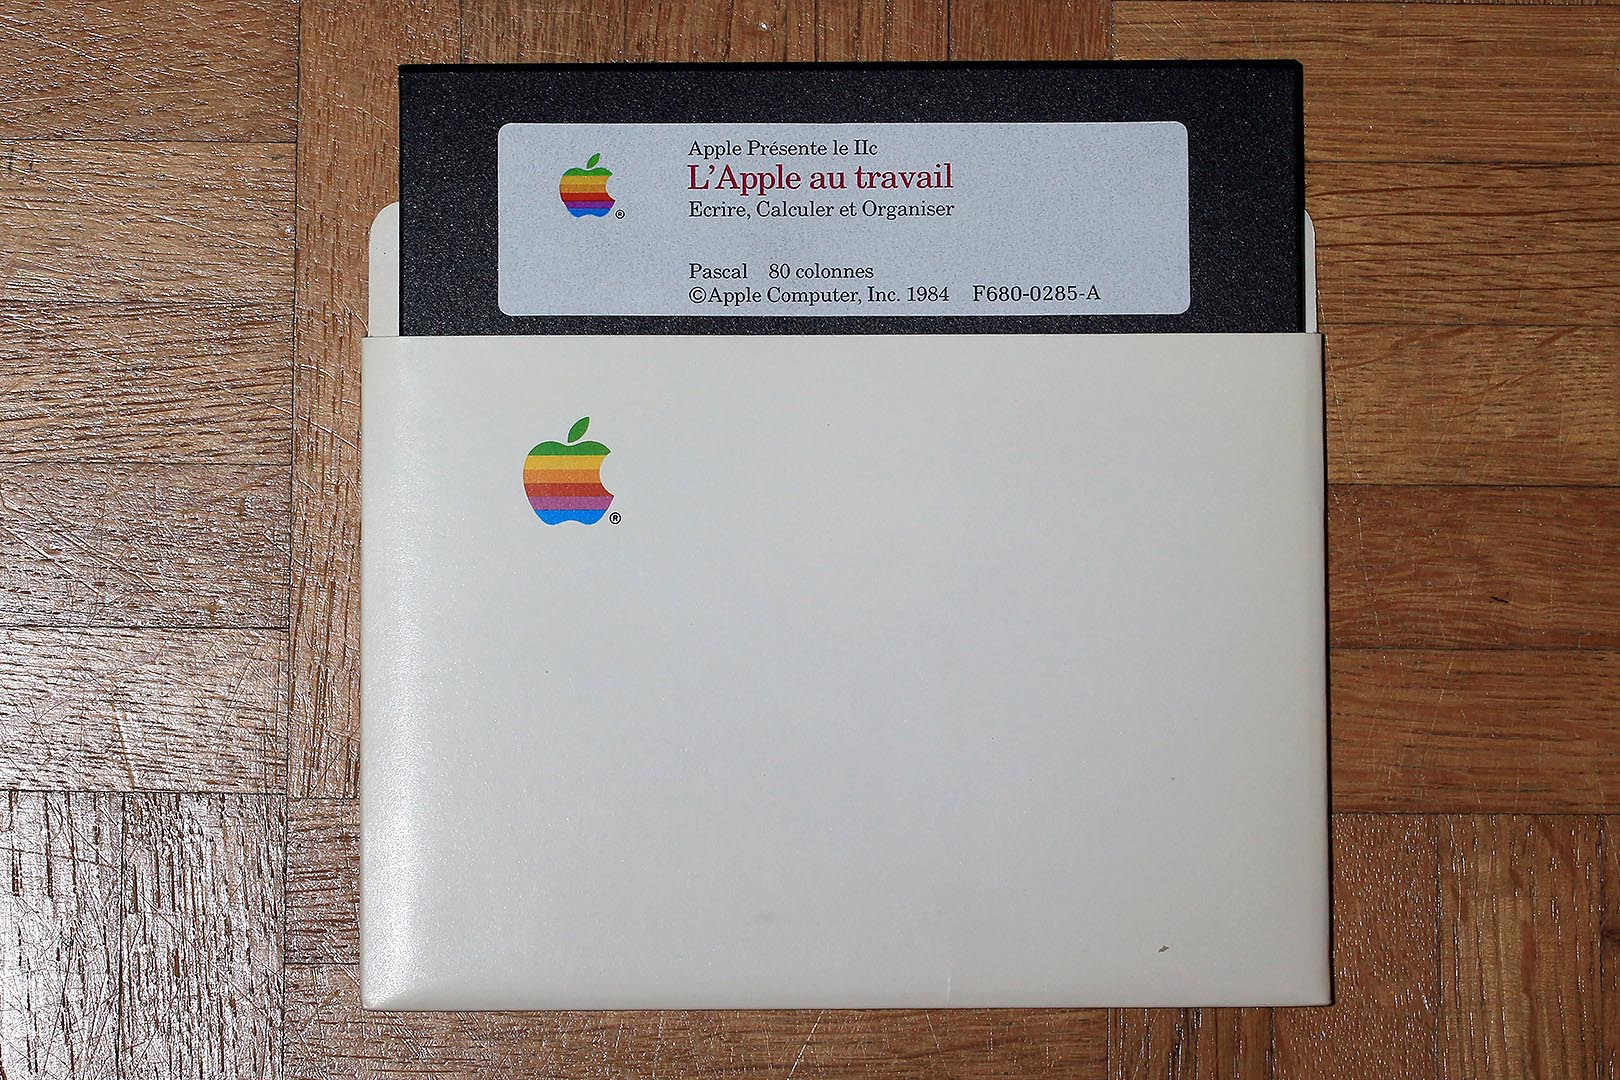 Apple Présente le IIc
L'Apple au travail
Ecrire, Calculer et Organiser
®
Pascal 80 colonnes
©Apple Computer, Inc. 1984 F680-0285-A
®